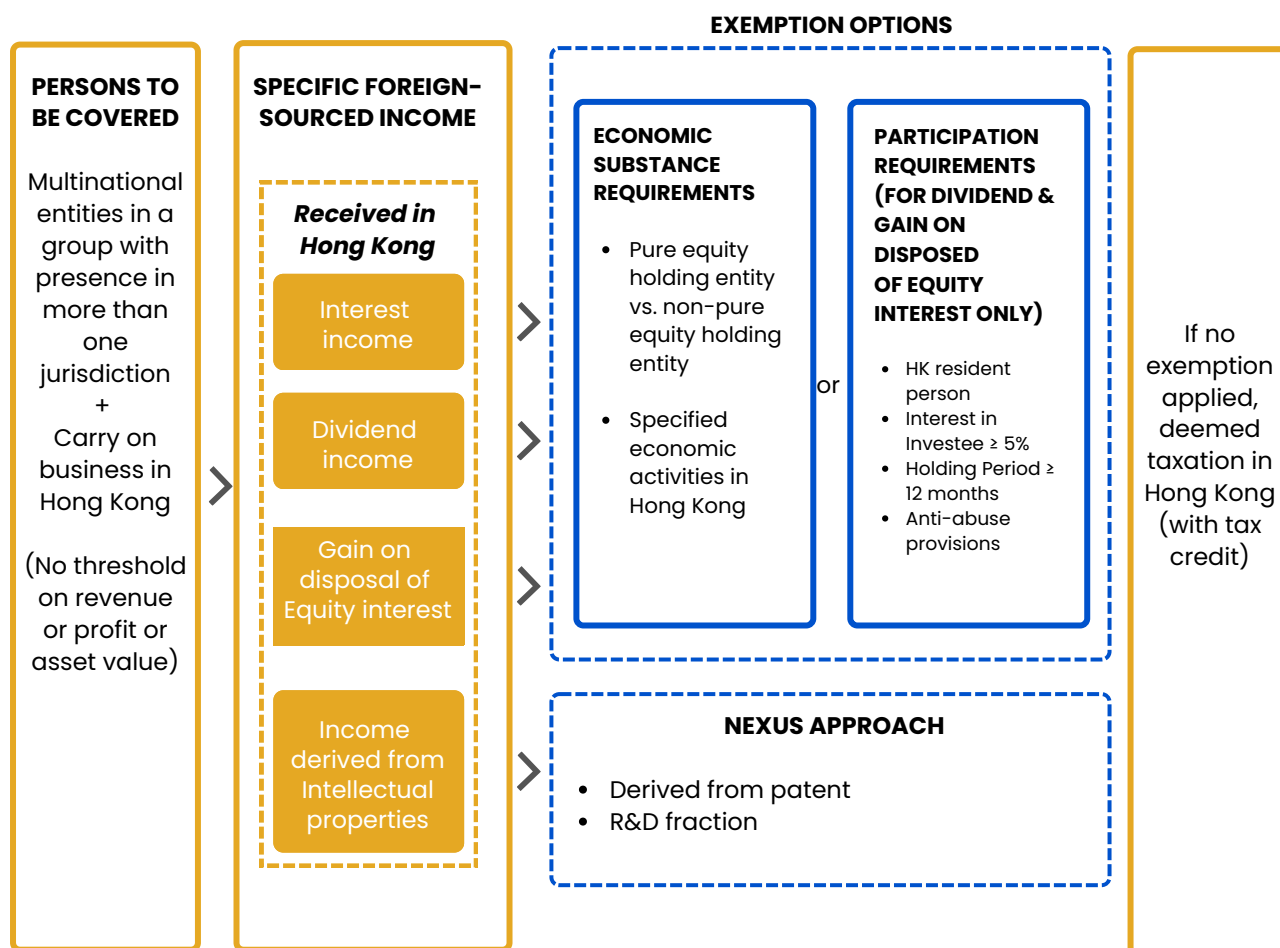 EXEMPTION OPTIONS
PERSONS TO
BE COVERED
Multinational
entities in a
group with
presence in
more than
one
jurisdiction
+
Carry on
business in
Hong Kong
(No threshold
on revenue
or profit or
asset value)
SPECIFIC FOREIGN-
SOURCED INCOME
Received in
Hong Kong
Interest
income
Dividend
income
Gain on
disposal of
Equity interest
Income
derived from
Intellectual
properties
ECONOMIC
SUBSTANCE
REQUIREMENTS
• Pure equity
holding entity
vs. non-pure
equity holding
entity
• Specified
economic
activities in
Hong Kong
or
PARTICIPATION
REQUIREMENTS
(FOR DIVIDEND &
GAIN ON
DISPOSED
OF EQUITY
INTEREST ONLY)
• HK resident
person
• Interest in
Investee ≥ 5%
• Holding Period ≥
12 months
• Anti-abuse
provisions
NEXUS APPROACH
• Derived from patent
• R&D fraction
If no
exemption
applied,
deemed
taxation in
Hong Kong
(with tax
credit)